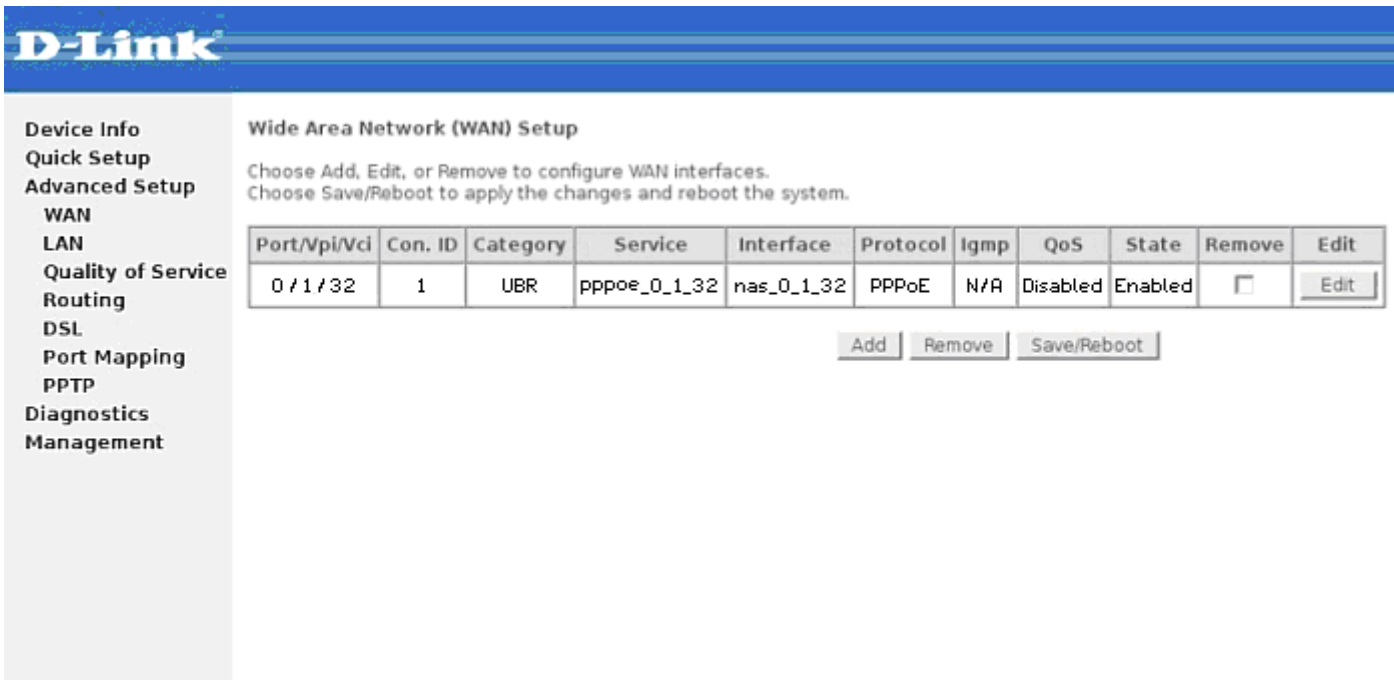 D-Link
Device Info
Quick Setup
Advanced Setup
WAN
LAN
Quality of Service
Routing
DSL
Port Mapping
PPTP
Diagnostics
Management
Wide Area Network (WAN) Setup
Choose Add, Edit, or Remove to configure WAN interfaces.
Choose Save/Reboot to apply the changes and reboot the system.
Port/Vpi/Vci Con. ID Category Service Interface Protocol Igmp QoS State Remove Edit
0/1/32 1 UBR pppoe_0_1_32 nas_0_1_32 PPPoE N/A Disabled Enabled Edit
Add Remove Save/Reboot